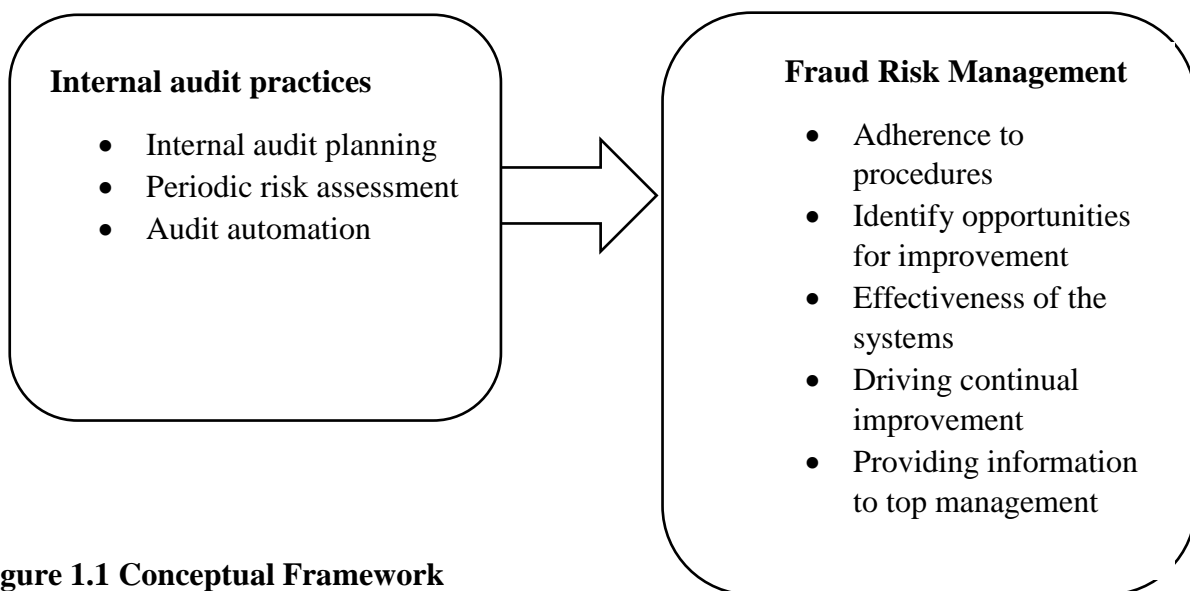 Internal audit practices
• Internal audit planning
• Periodic risk assessment
• Audit automation
Fraud Risk Management
• Adherence to
procedures
• Identify opportunities
for improvement
• Effectiveness of the
systems
• Driving continual
improvement
• Providing information
to top management
gure 1.1 Conceptual Framework